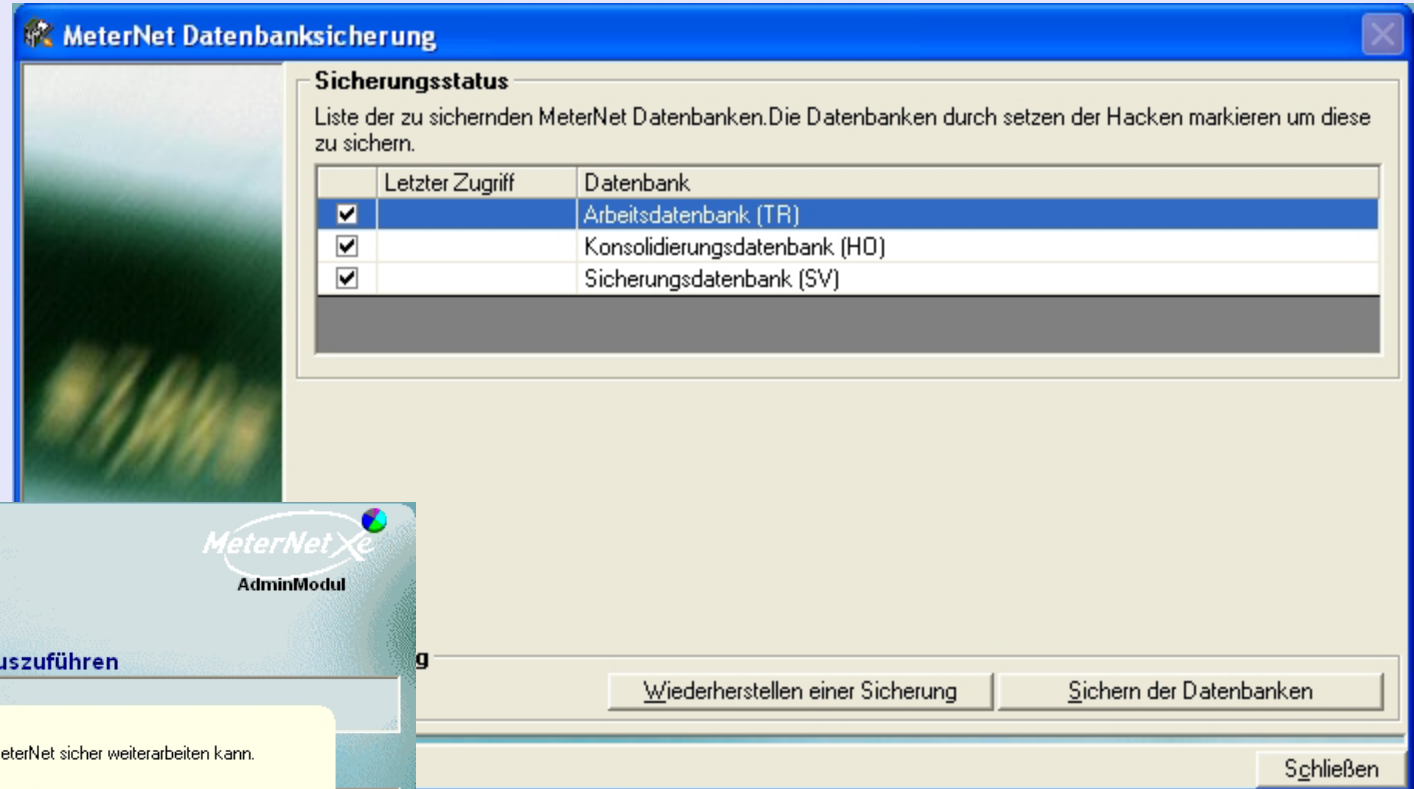 MeterNet Datenbanksicherung
Sicherungsstatus
Liste der zu sichernden MeterNet Datenbanken.Die Datenbanken durch setzen der Hacken markieren um diese
zu sichern.
Letzter Zugriff Datenbank
Arbeitsdatenbank (TR)
Konsolidierungsdatenbank (HO)
Sicherungsdatenbank (SV)
MeterNet Xe
AdminModul
uszuführen
g
Wiederherstellen einer Sicherung Sichern der Datenbanken
eterNet sicher weiterarbeiten kann.
Schließen